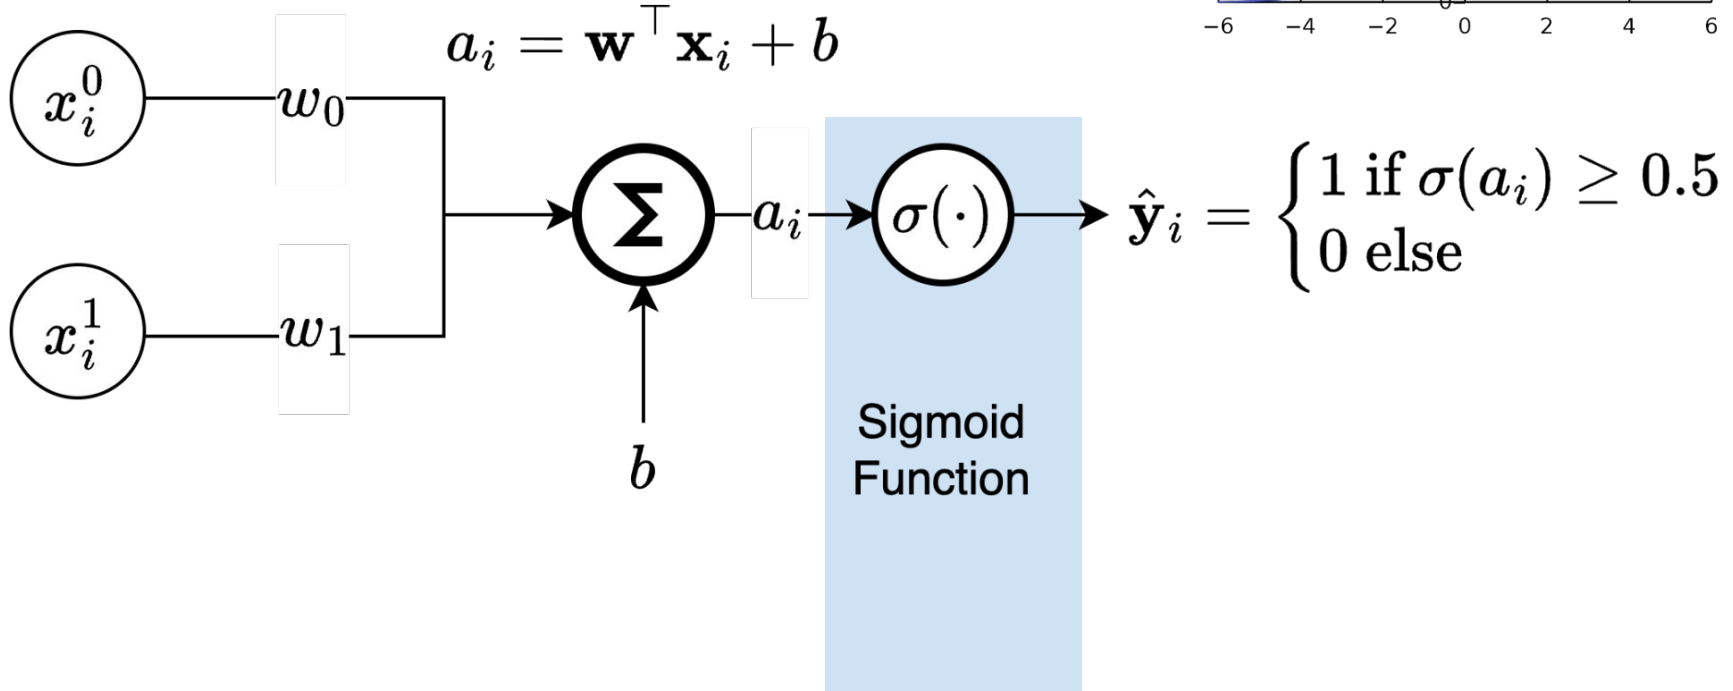 0
−6 −4 −2 0 2 4 6
a_i = w^⊤ x_i + b
x_i^0
w_0
Σ
a_i
σ(·)
ŷ_i = { 1 if σ(a_i) ≥ 0.5
0 else
x_i^1
w_1
b
Sigmoid
Function